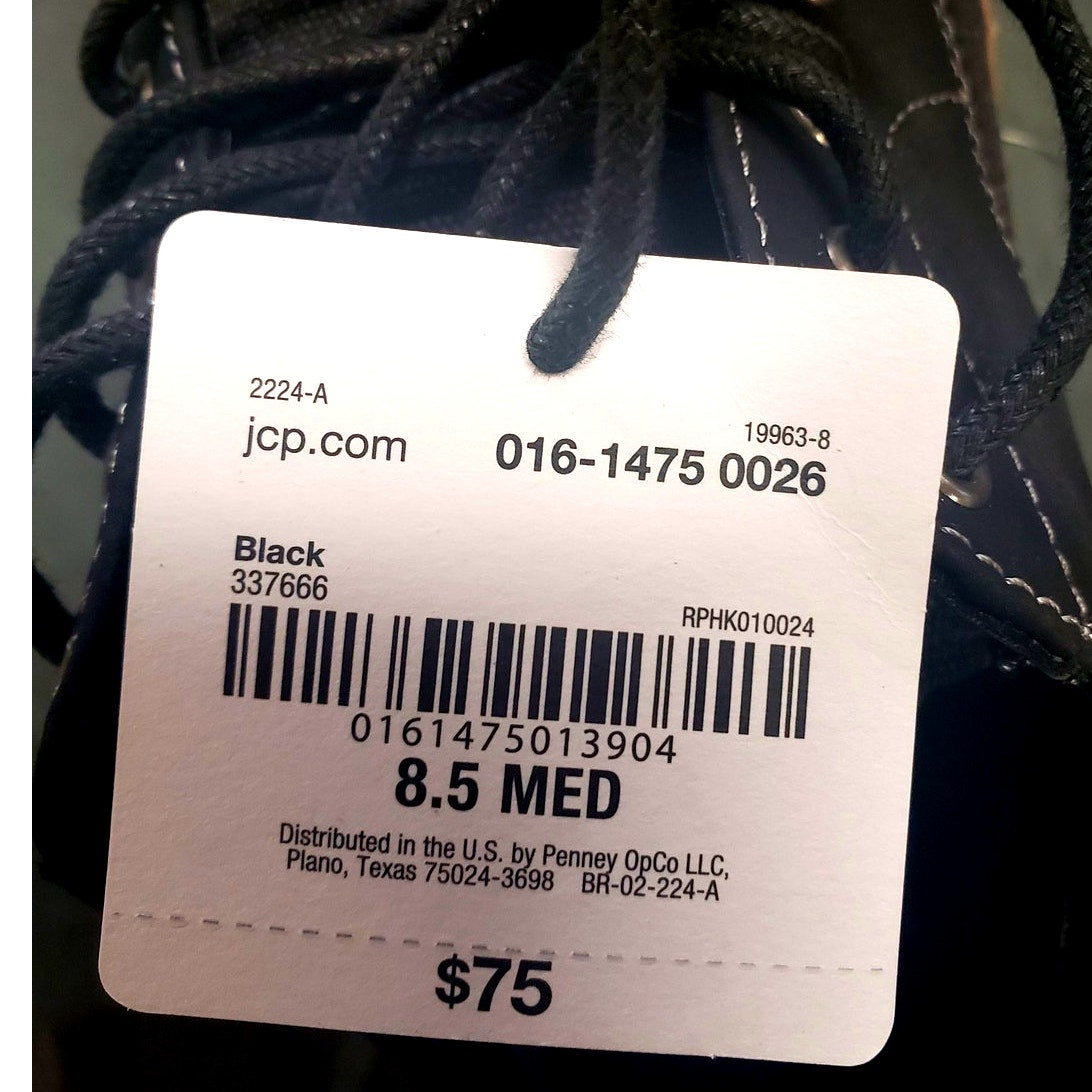 2224-A
19963-8
jcp.com
016-1475 0026
Black
337666
RPHK010024
0161475013904
8.5 MED
Distributed in the U.S. by Penney OpCo LLC,
Plano, Texas 75024-3698 BR-02-224-A
$75